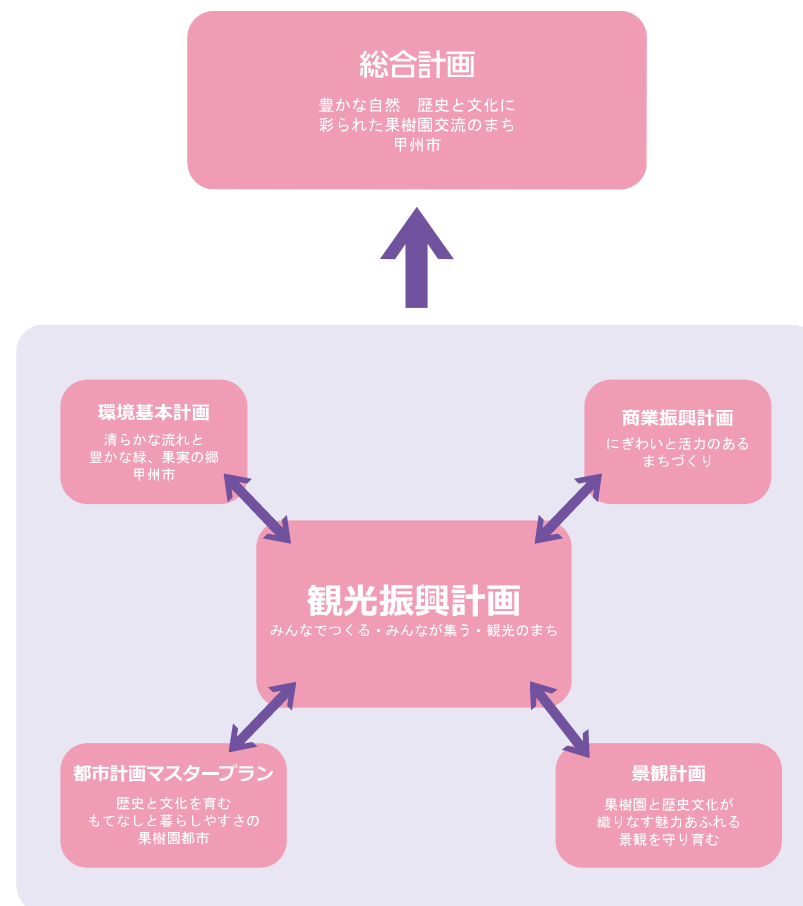 総合計画
豊かな自然　歴史と文化に
彩られた果樹園交流のまち
甲州市
環境基本計画
清らかな流れと
豊かな緑、果実の郷
甲州市
商業振興計画
にぎわいと活力のある
まちづくり
観光振興計画
みんなでつくる・みんなが集う・観光のまち
都市計画マスタープラン
歴史と文化を育む
もてなしと暮らしやすさの
果樹園都市
景観計画
果樹園と歴史文化が
織りなす魅力あふれる
景観を守り育む